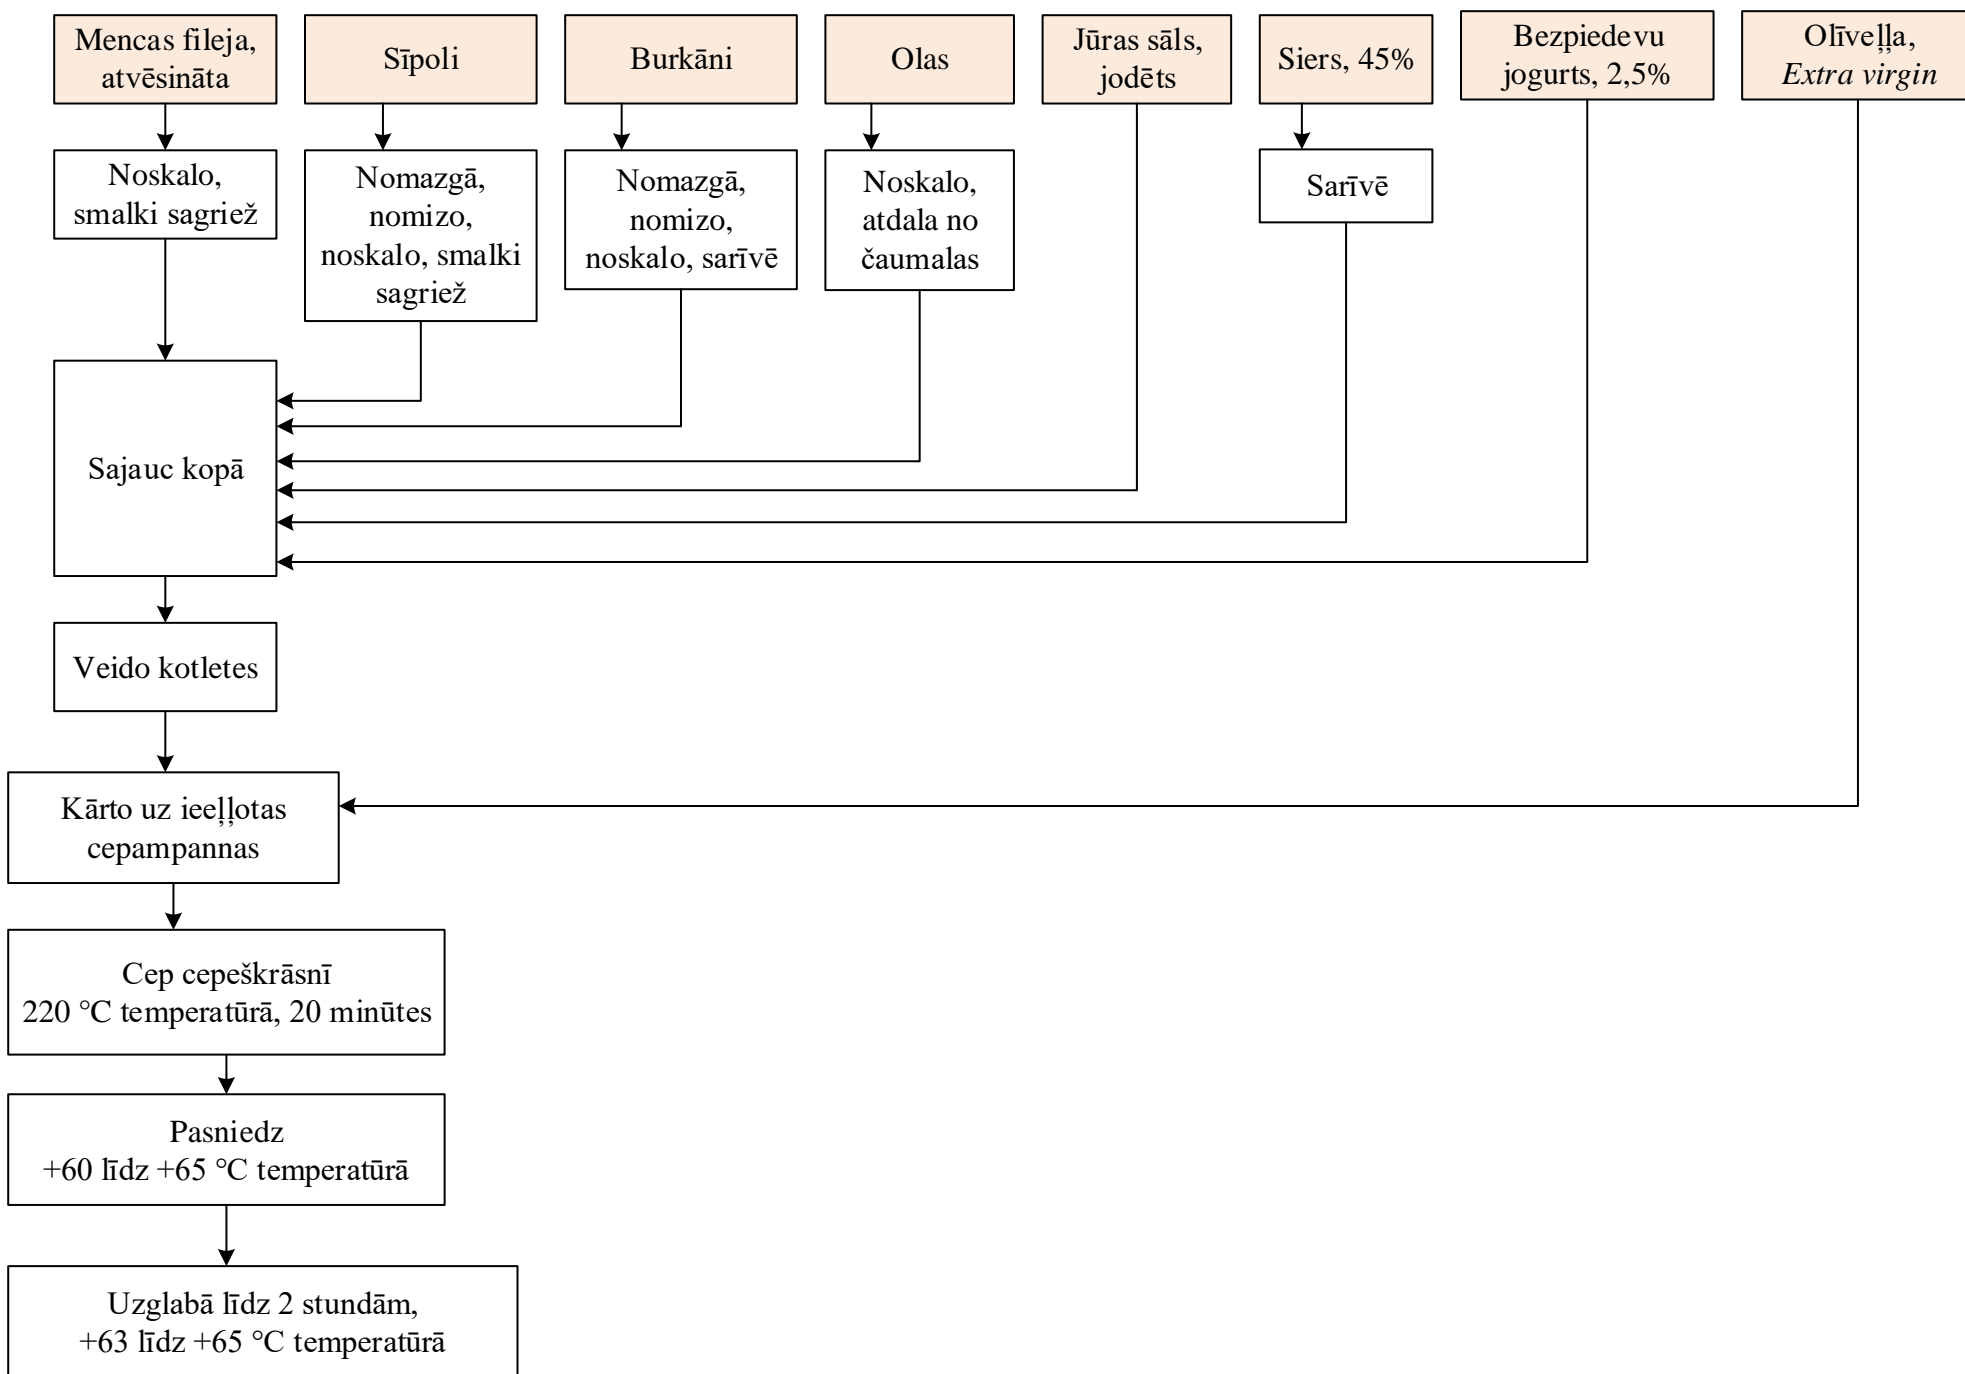 Mencas fileja,
atvēsināta
Sīpoli
Burkāni
Olas
Jūras sāls,
jodēts
Siers, 45%
Bezpiedevu
jogurts, 2,5%
Olīveļļa,
Extra virgin
Noskalo,
smalki sagriež
Nomazgā,
nomizo,
noskalo, smalki
sagriež
Nomazgā,
nomizo,
noskalo, sarīvē
Noskalo,
atdala no
čaumalas
Sarīvē
Sajauc kopā
Veido kotletes
Kārto uz ieeļļotas
cepampannas
Cep cepeškrāsnī
220 °C temperatūrā, 20 minūtes
Pasniedz
+60 līdz +65 °C temperatūrā
Uzglabā līdz 2 stundām,
+63 līdz +65 °C temperatūrā